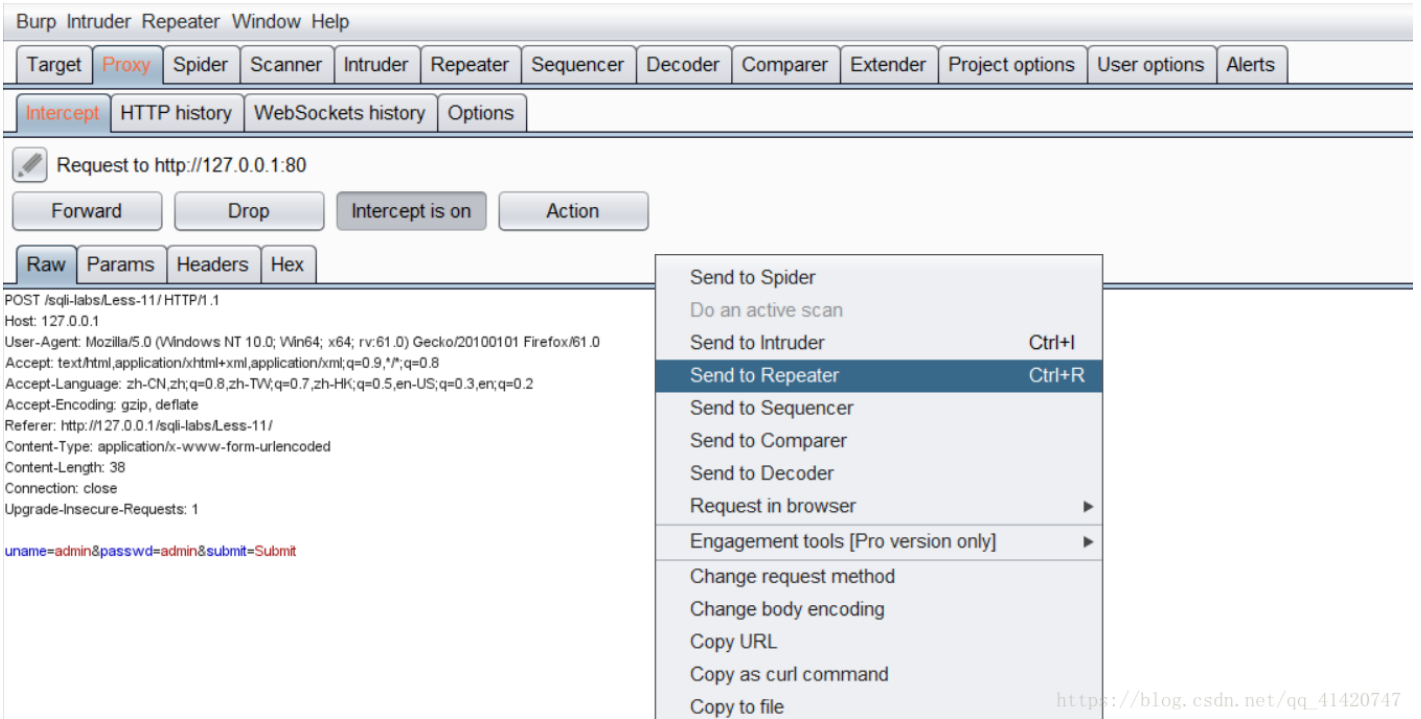 Burp Intruder Repeater Window Help
Target Proxy Spider Scanner Intruder Repeater Sequencer Decoder Comparer Extender Project options User options Alerts
Intercept HTTP history WebSockets history Options
Request to http://127.0.0.1:80
Forward Drop Intercept is on Action
Raw Params Headers Hex
POST /sqli-labs/Less-11/ HTTP/1.1
Host: 127.0.0.1
User-Agent: Mozilla/5.0 (Windows NT 10.0; Win64; x64; rv:61.0) Gecko/20100101 Firefox/61.0
Accept: text/html,application/xhtml+xml,application/xml;q=0.9,*/*;q=0.8
Accept-Language: zh-CN,zh;q=0.8,zh-TW;q=0.7,zh-HK;q=0.5,en-US;q=0.3,en;q=0.2
Accept-Encoding: gzip, deflate
Referer: http://127.0.0.1/sqli-labs/Less-11/
Content-Type: application/x-www-form-urlencoded
Content-Length: 38
Connection: close
Upgrade-Insecure-Requests: 1
uname=admin&passwd=admin&submit=Submit
Send to Spider
Do an active scan
Send to Intruder Ctrl+I
Send to Repeater Ctrl+R
Send to Sequencer
Send to Comparer
Send to Decoder
Request in browser
Engagement tools [Pro version only]
Change request method
Change body encoding
Copy URL
Copy as curl command
Copy to file
https://blog.csdn.net/qq_41420747